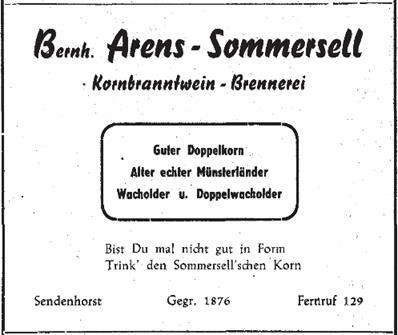 Bernh. Arens - Sommersell
Kornbranntwein - Brennerei
Guter Doppelkorn
Alter echter Münsterländer
Wacholder u. Doppelwacholder
Bist Du mal nicht gut in Form
Trink' den Sommersell'schen Korn
Sendenhorst Gegr. 1876 Fernruf 129